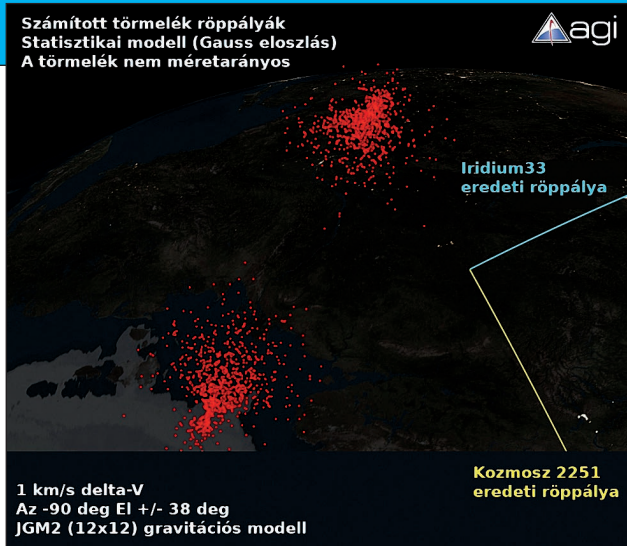 Számított törmelék röppályák
Statisztikai modell (Gauss eloszlás)
A törmelék nem méretarányos
agi
Iridium33
eredeti röppálya
Kozmosz 2251
eredeti röppálya
1 km/s delta-V
Az -90 deg El +/- 38 deg
JGM2 (12x12) gravitációs modell